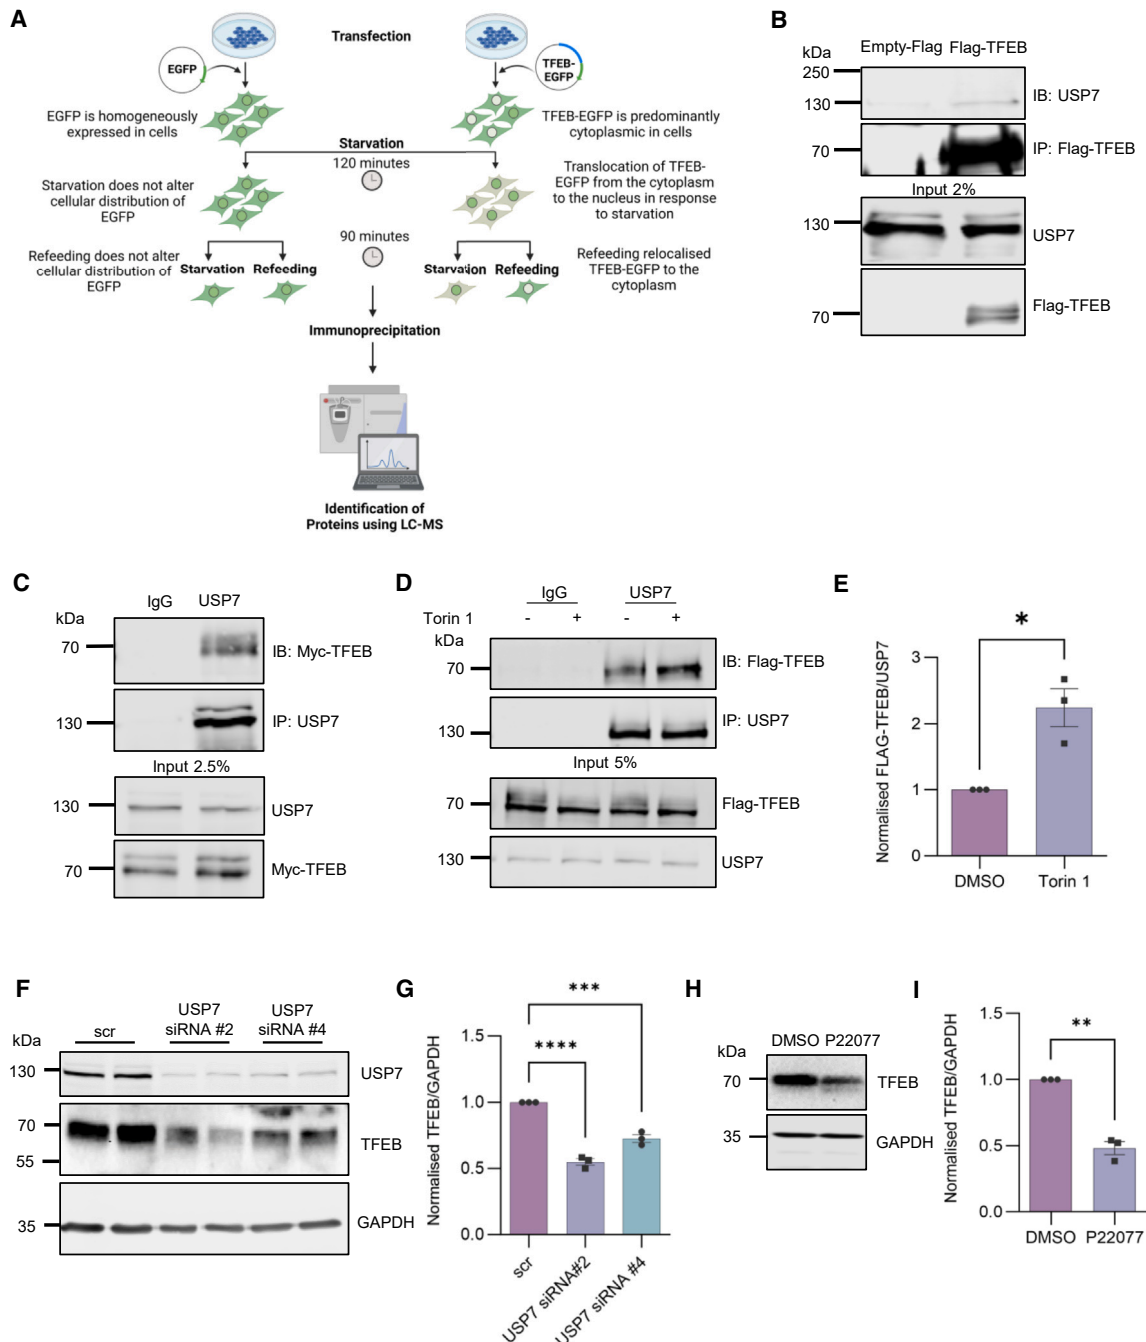 A
Transfection
EGFP
TFEB-
EGFP
EGFP is homogeneously
expressed in cells
TFEB-EGFP is predominantly
cytoplasmic in cells
Starvation
120 minutes
Starvation does not alter
cellular distribution of
EGFP
Translocation of TFEB-
EGFP from the cytoplasm
to the nucleus in response
to starvation
90 minutes
Refeeding does not alter
cellular distribution of
EGFP
Starvation Refeeding
Starvation Refeeding
Refeeding relocalised
TFEB-EGFP to the
cytoplasm
Immunoprecipitation
Identification of
Proteins using LC-MS
B
kDa
Empty-Flag Flag-TFEB
250
130
IB: USP7
70
IP: Flag-TFEB
Input 2%
130
USP7
70
Flag-TFEB
C
kDa
IgG USP7
70
IB: Myc-TFEB
130
IP: USP7
Input 2.5%
130
USP7
70
Myc-TFEB
D
IgG USP7
Torin 1 - + - +
kDa
70
IB: Flag-TFEB
130
IP: USP7
Input 5%
70
Flag-TFEB
130
USP7
E
*
Normalised FLAG-TFEB/USP7
3
2
1
0
DMSO Torin 1
F
kDa
scr
USP7
siRNA #2
USP7
siRNA #4
130
USP7
70
55
TFEB
35
GAPDH
G
***
****
Normalised TFEB/GAPDH
1.5
1.0
0.5
0.0
scr
USP7 siRNA#2
USP7 siRNA #4
H
kDa
DMSO P22077
70
TFEB
35
GAPDH
I
**
Normalised TFEB/GAPDH
1.5
1.0
0.5
0.0
DMSO P22077